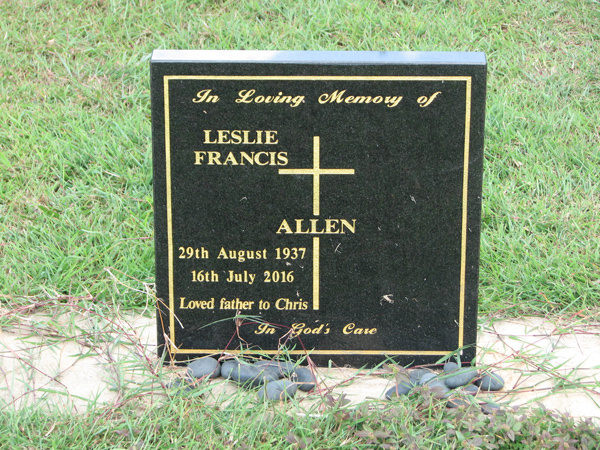 In Loving Memory of
LESLIE
FRANCIS
ALLEN
29th August 1937
16th July 2016
Loved father to Chris
In God's Care